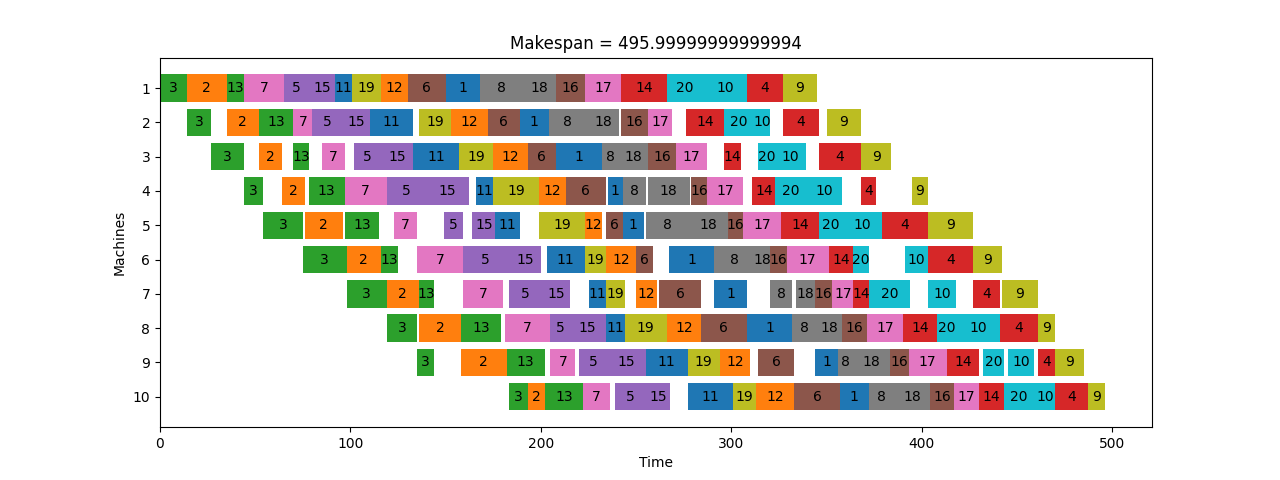 Makespan = 495.99999999999994
1 3 2 13 7 5 15 11 19 12 6 1 8 18 16 17 14 20 10 4 9
2 3 2 13 7 5 15 11 19 12 6 1 8 18 16 17 14 20 10 4 9
3 3 2 13 7 5 15 11 19 12 6 1 8 18 16 17 14 20 10 4 9
4 3 2 13 7 5 15 11 19 12 6 1 8 18 16 17 14 20 10 4 9
5 3 2 13 7 5 15 11 19 12 6 1 8 18 16 17 14 20 10 4 9
6 3 2 13 7 5 15 11 19 12 6 1 8 18 16 17 14 20 10 4 9
7 3 2 13 7 5 15 11 19 12 6 1 8 18 16 17 14 20 10 4 9
8 3 2 13 7 5 15 11 19 12 6 1 8 18 16 17 14 20 10 4 9
9 3 2 13 7 5 15 11 19 12 6 1 8 18 16 17 14 20 10 4 9
10 3 2 13 7 5 15 11 19 12 6 1 8 18 16 17 14 20 10 4 9
Machines
0 100 200 300 400 500
Time